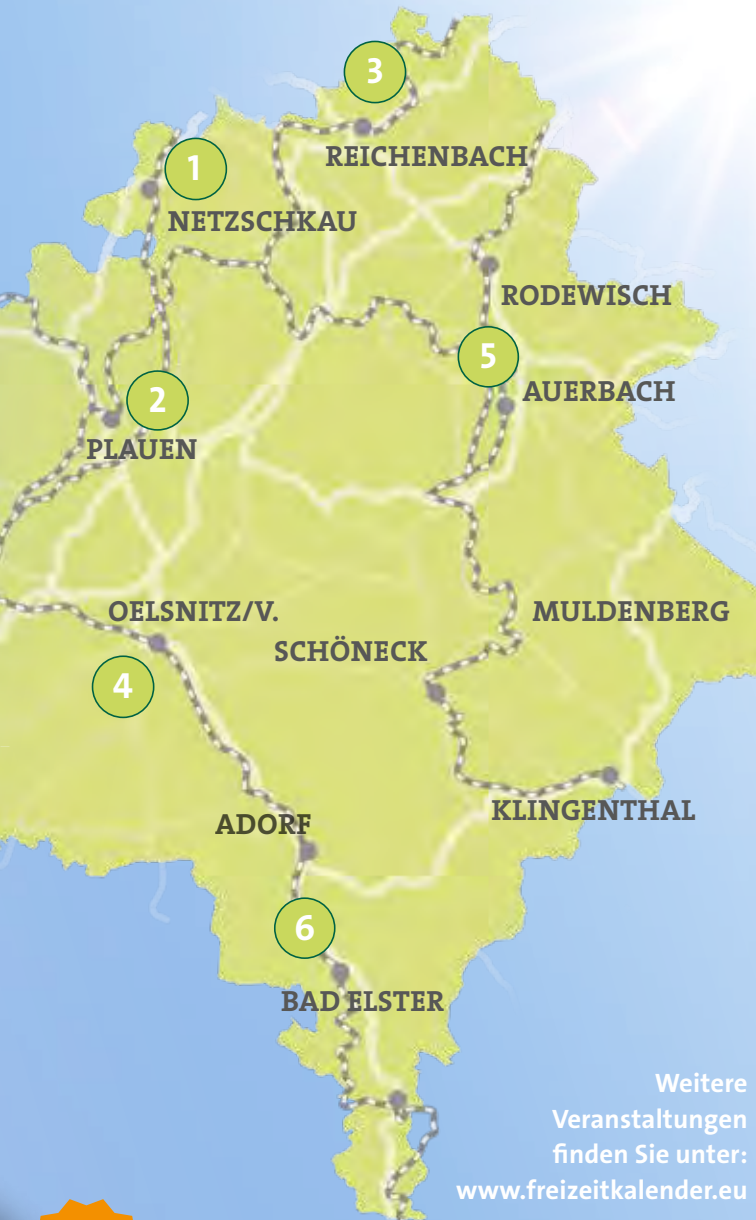 3
REICHENBACH
1
NETZSCHKAU
RODEWISCH
5
AUERBACH
2
PLAUEN
OELSNITZ/V.
MULDENBERG
SCHÖNECK
4
KLINGENTHAL
ADORF
6
BAD ELSTER
Weitere
Veranstaltungen
finden Sie unter:
www.freizeitkalender.eu